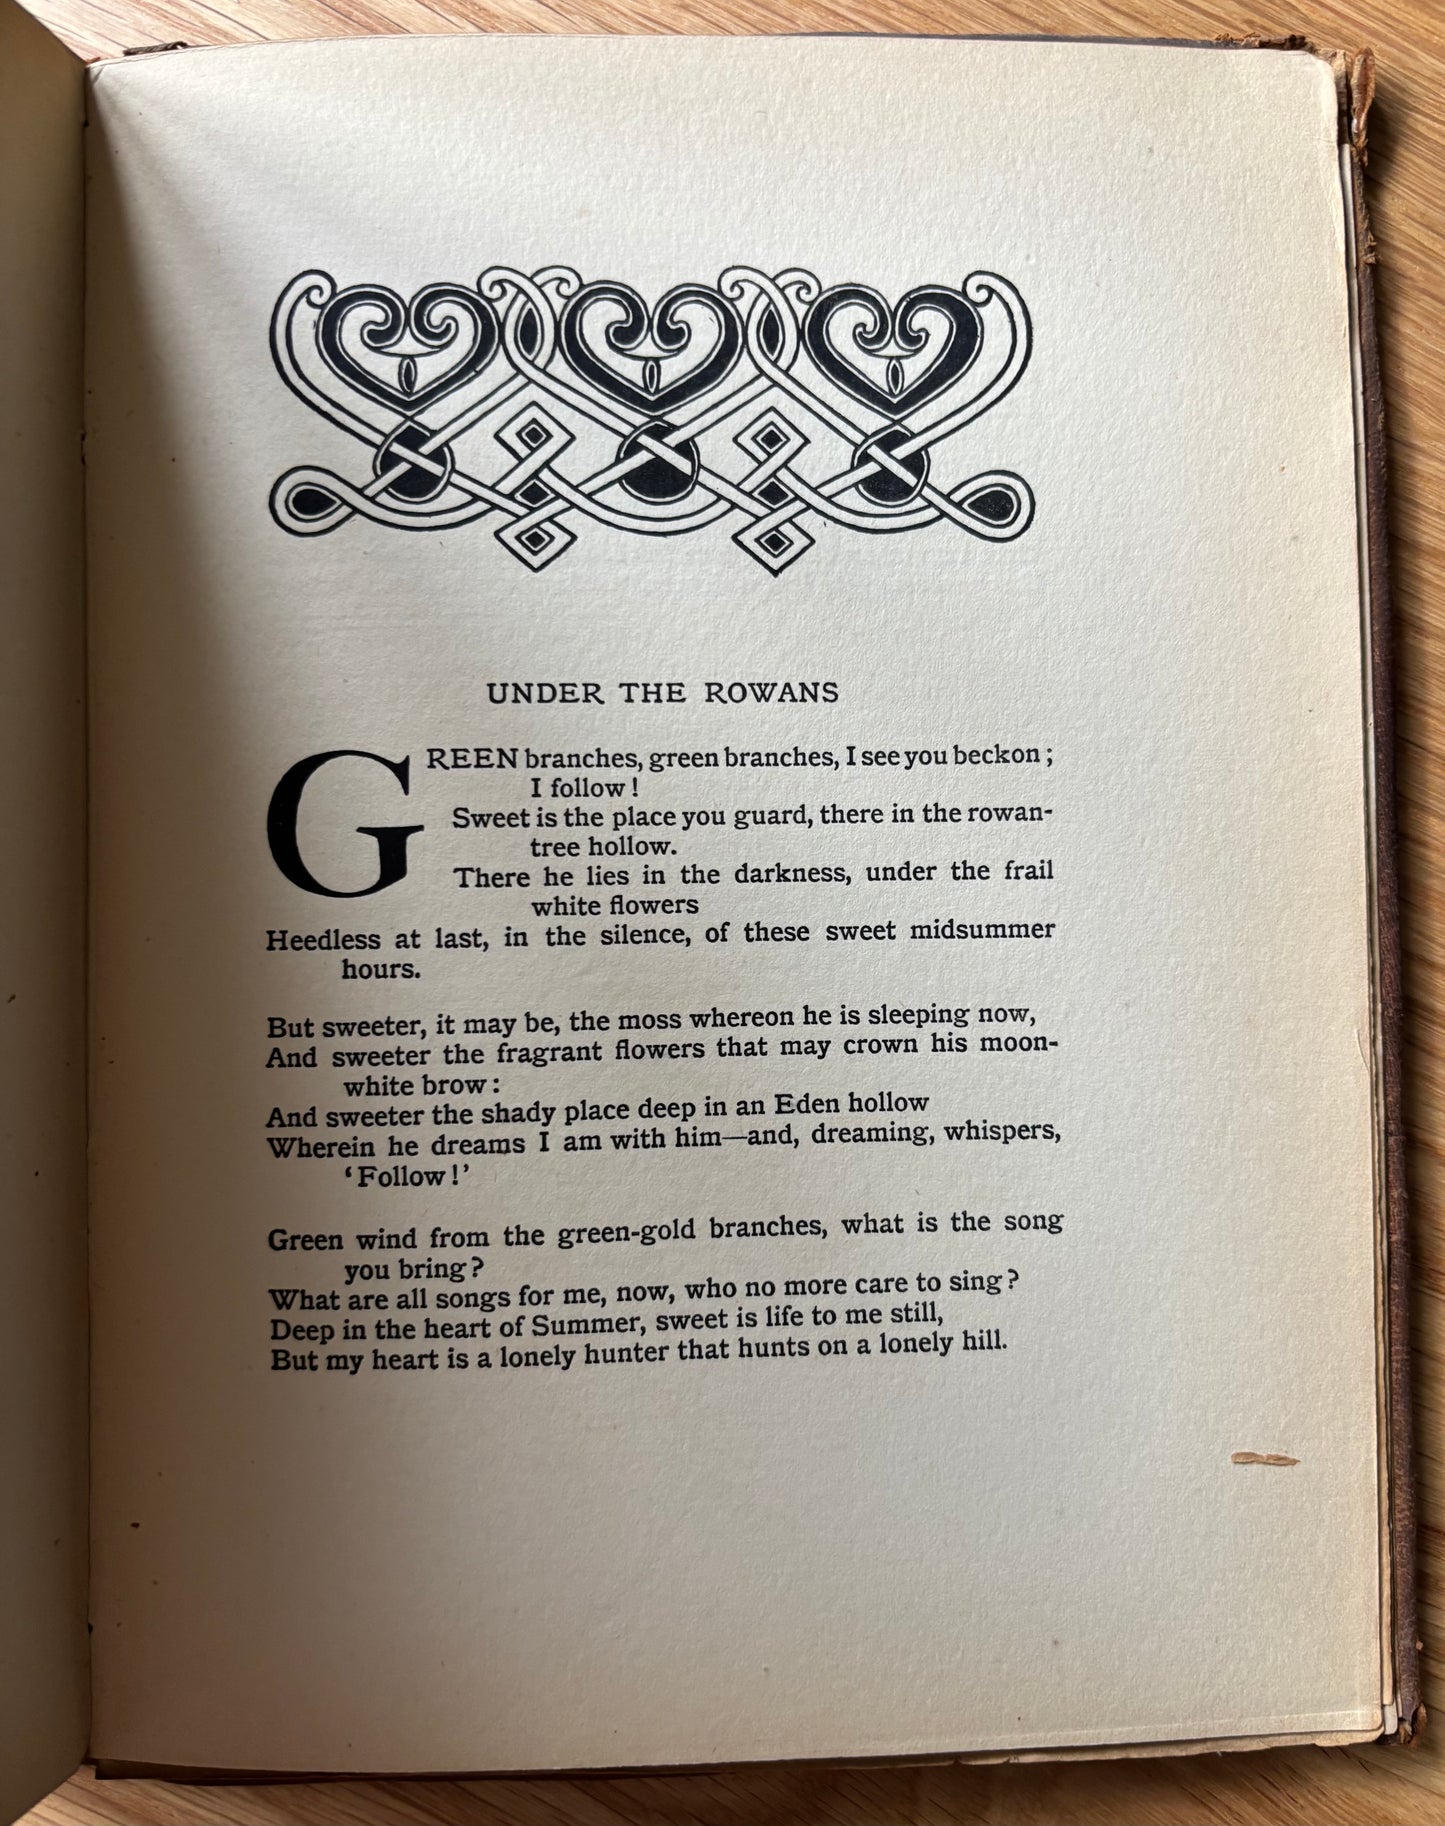 UNDER THE ROWANS
GREEN branches, green branches, I see you beckon;
I follow!
Sweet is the place you guard, there in the rowan-
tree hollow.
There he lies in the darkness, under the frail
white flowers
Heedless at last, in the silence, of these sweet midsummer
hours.
But sweeter, it may be, the moss whereon he is sleeping now,
And sweeter the fragrant flowers that may crown his moon-
white brow:
And sweeter the shady place deep in an Eden hollow
Wherein he dreams I am with him—and, dreaming, whispers,
‘Follow!’
Green wind from the green-gold branches, what is the song
you bring?
What are all songs for me, now, who no more care to sing?
Deep in the heart of Summer, sweet is life to me still,
But my heart is a lonely hunter that hunts on a lonely hill.